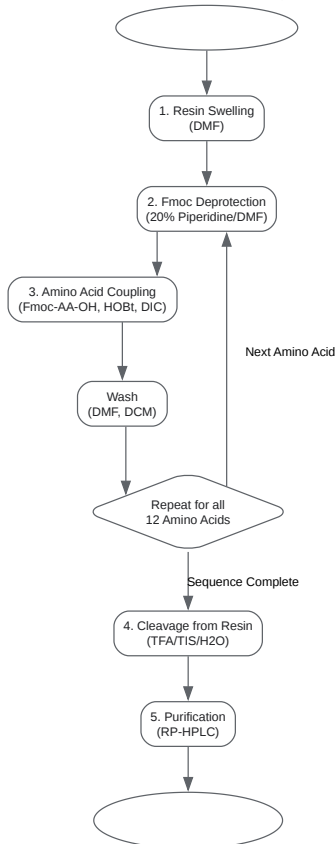 1. Resin Swelling
(DMF)
2. Fmoc Deprotection
(20% Piperidine/DMF)
3. Amino Acid Coupling
(Fmoc-AA-OH, HOBt, DIC)
Next Amino Acid
Wash
(DMF, DCM)
Repeat for all
12 Amino Acids
Sequence Complete
4. Cleavage from Resin
(TFA/TIS/H2O)
5. Purification
(RP-HPLC)